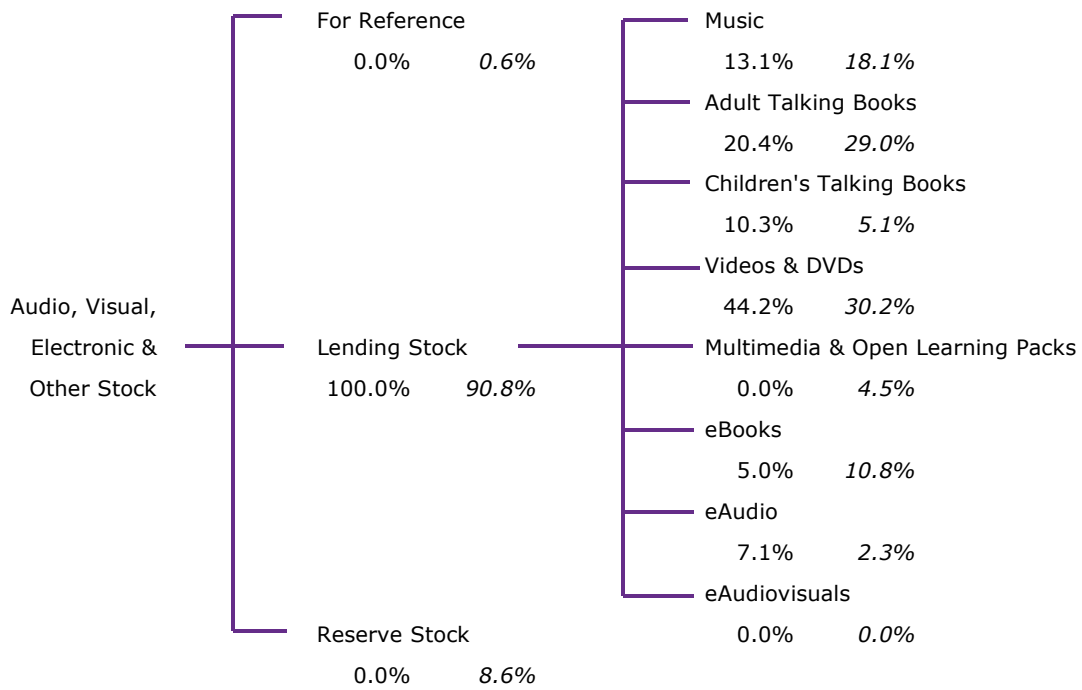 Audio, Visual,
Electronic &
Other Stock
For Reference
0.0% 0.6%
Lending Stock
100.0% 90.8%
Reserve Stock
0.0% 8.6%
Music
13.1% 18.1%
Adult Talking Books
20.4% 29.0%
Children's Talking Books
10.3% 5.1%
Videos & DVDs
44.2% 30.2%
Multimedia & Open Learning Packs
0.0% 4.5%
eBooks
5.0% 10.8%
eAudio
7.1% 2.3%
eAudiovisuals
0.0% 0.0%